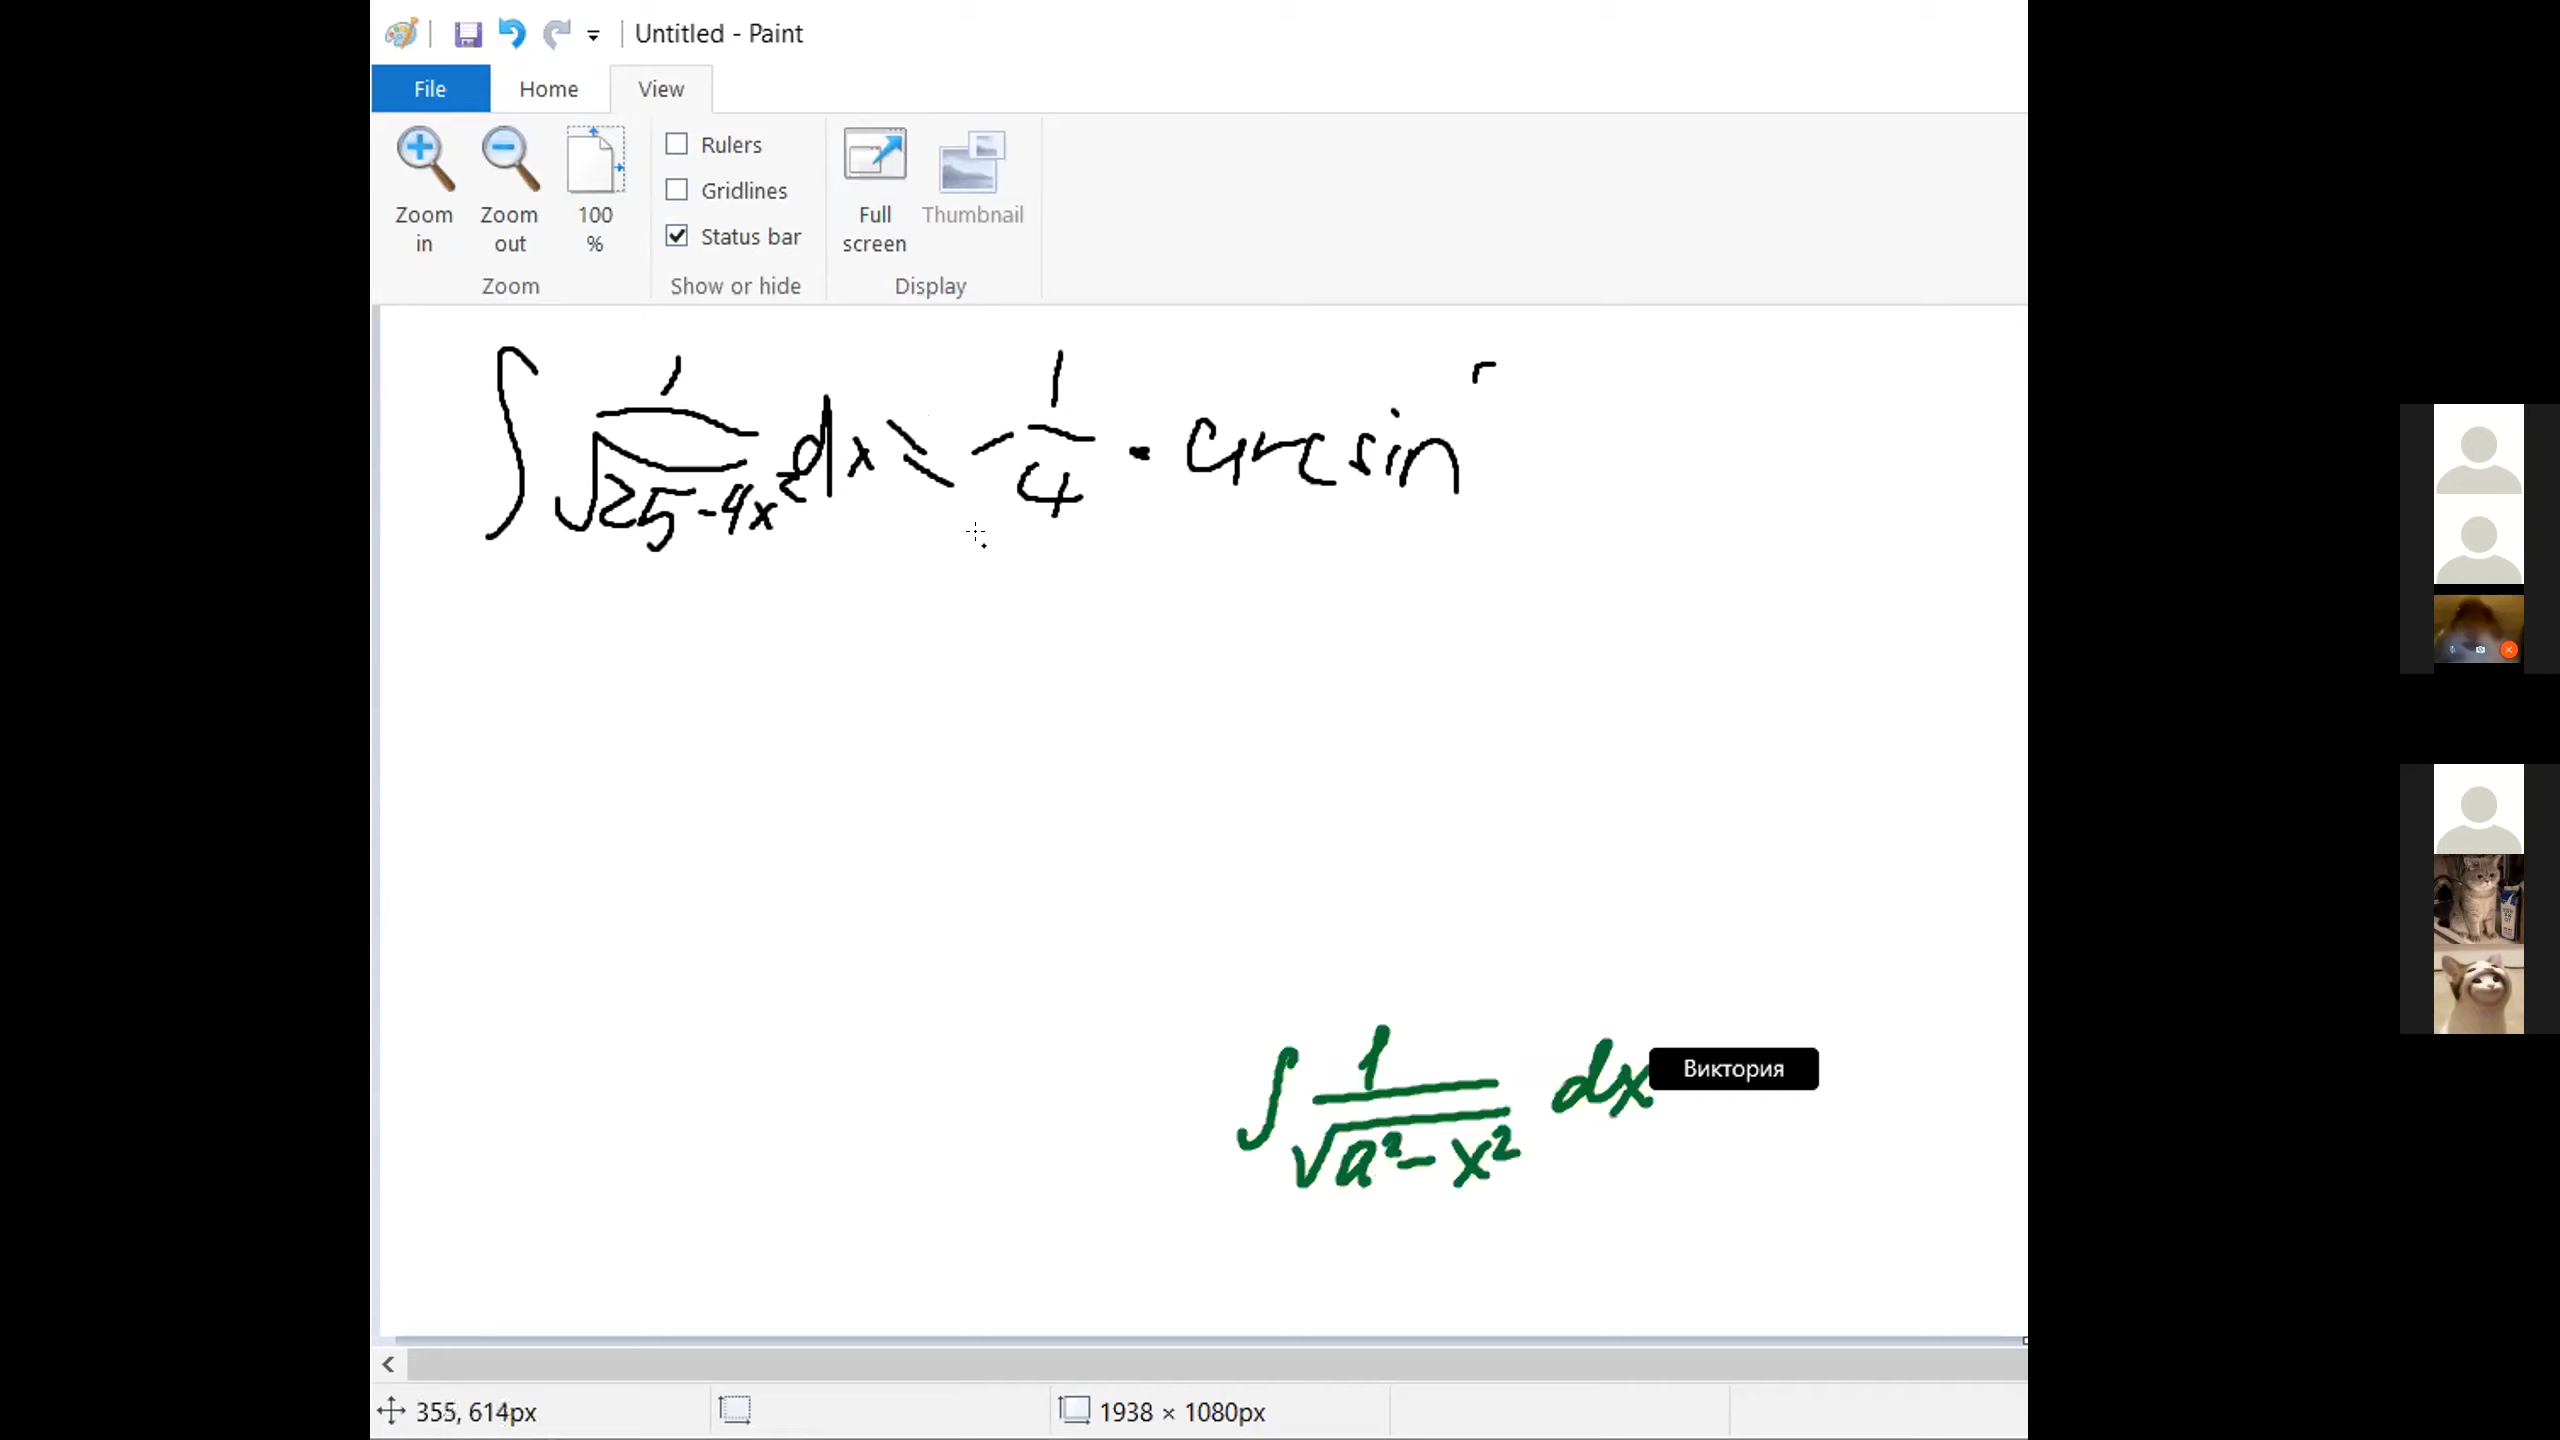 Untitled - Paint
File Home View
Zoom in Zoom out 100 % Rulers Full screen Thumbnail
Gridlines
Status bar
Zoom Show or hide Display
∫ 1/√(25-4x²) dx = -1/4 · arcsin
∫ 1/√(a²-x²) dx Виктория
355, 614px 1938 × 1080px